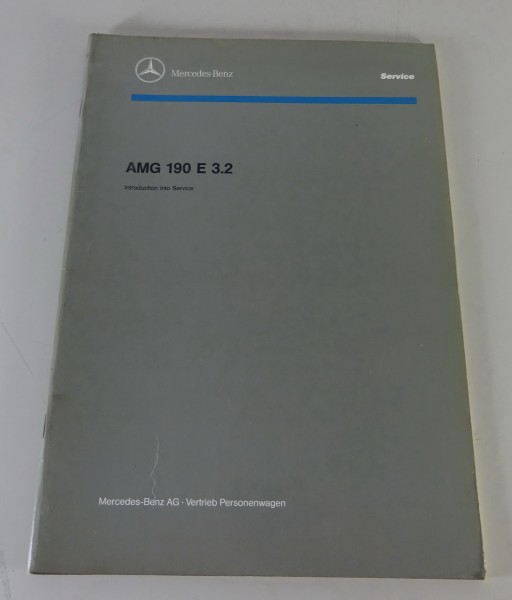 Mercedes-Benz Service
AMG 190 E 3.2
Introduction into Service
Mercedes-Benz AG · Vertrieb Personenwagen